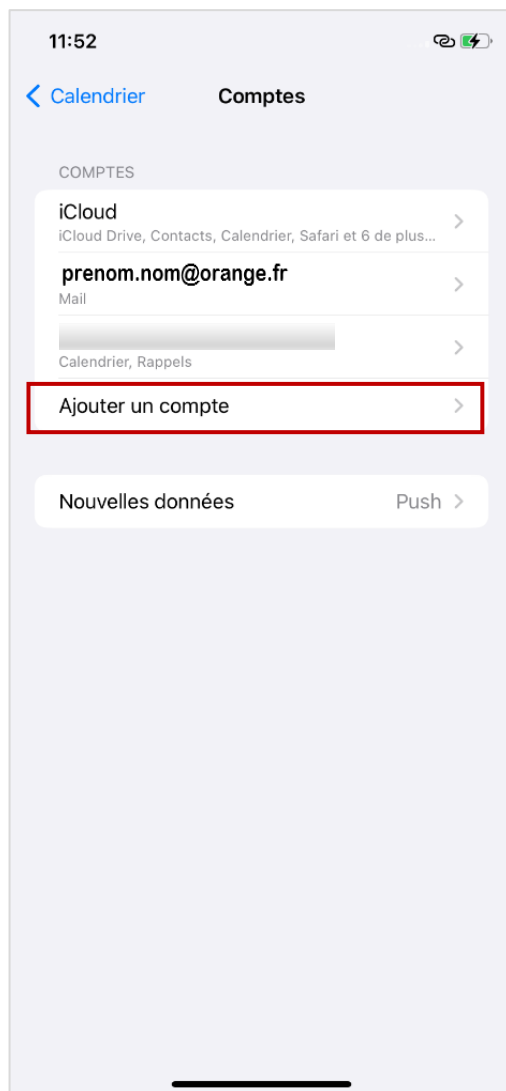 11:52
Calendrier
Comptes
COMPTES
iCloud
iCloud Drive, Contacts, Calendrier, Safari et 6 de plus...
prenom.nom@orange.fr
Mail
Calendrier, Rappels
Ajouter un compte
Nouvelles données
Push